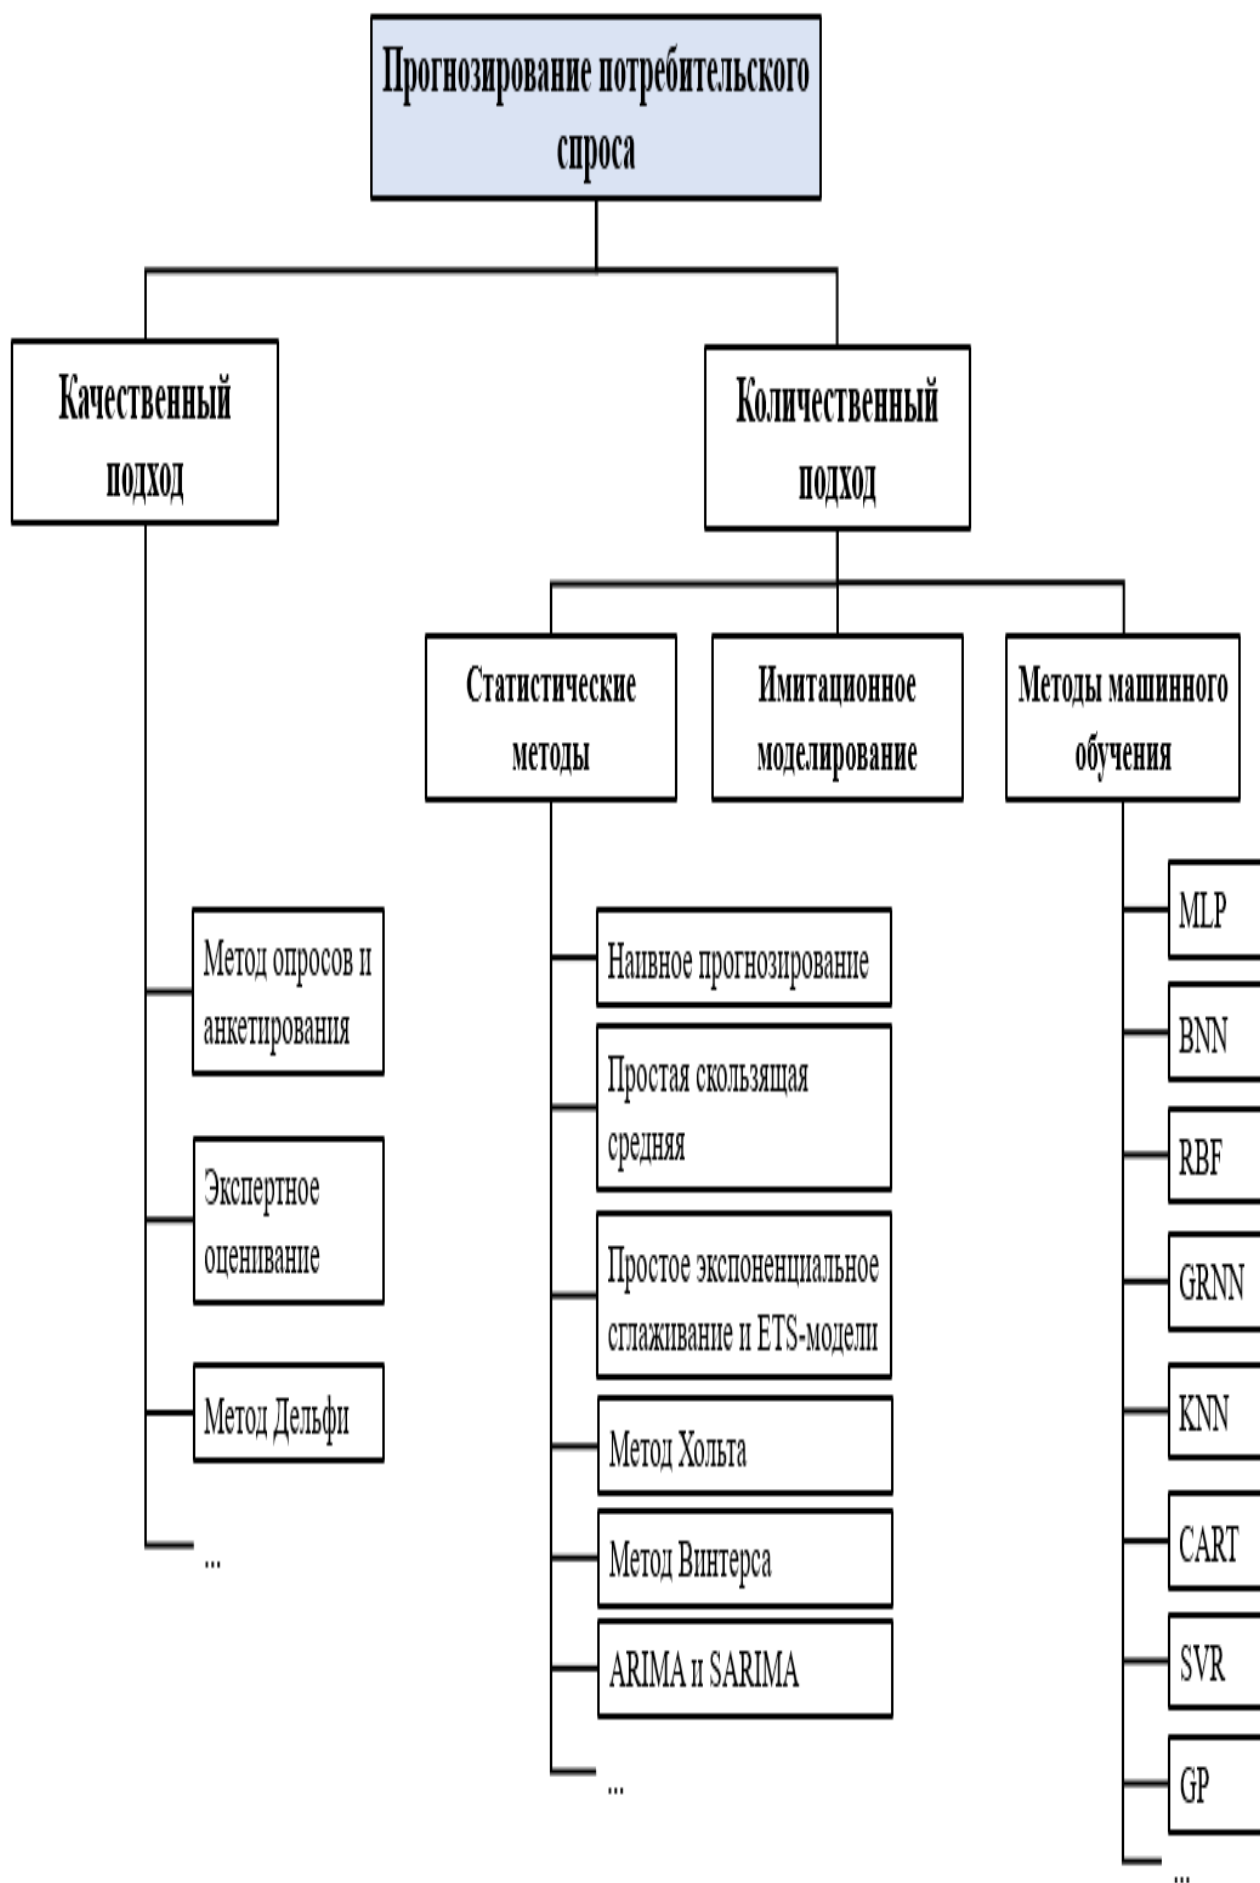 Прогнозирование потребительского
спроса
Качественный
подход
Количественный
подход
Статистические
методы
Имитационное
моделирование
Методы машинного
обучения
Метод опросов и
анкетирования
Экспертное
оценивание
Метод Дельфи
...
Наивное прогнозирование
Простая скользящая
средняя
Простое экспоненциальное
сглаживание и ETS-модели
Метод Хольта
Метод Винтерса
ARIMA и SARIMA
...
MLP
BNN
RBF
GRNN
KNN
CART
SVR
GP
...